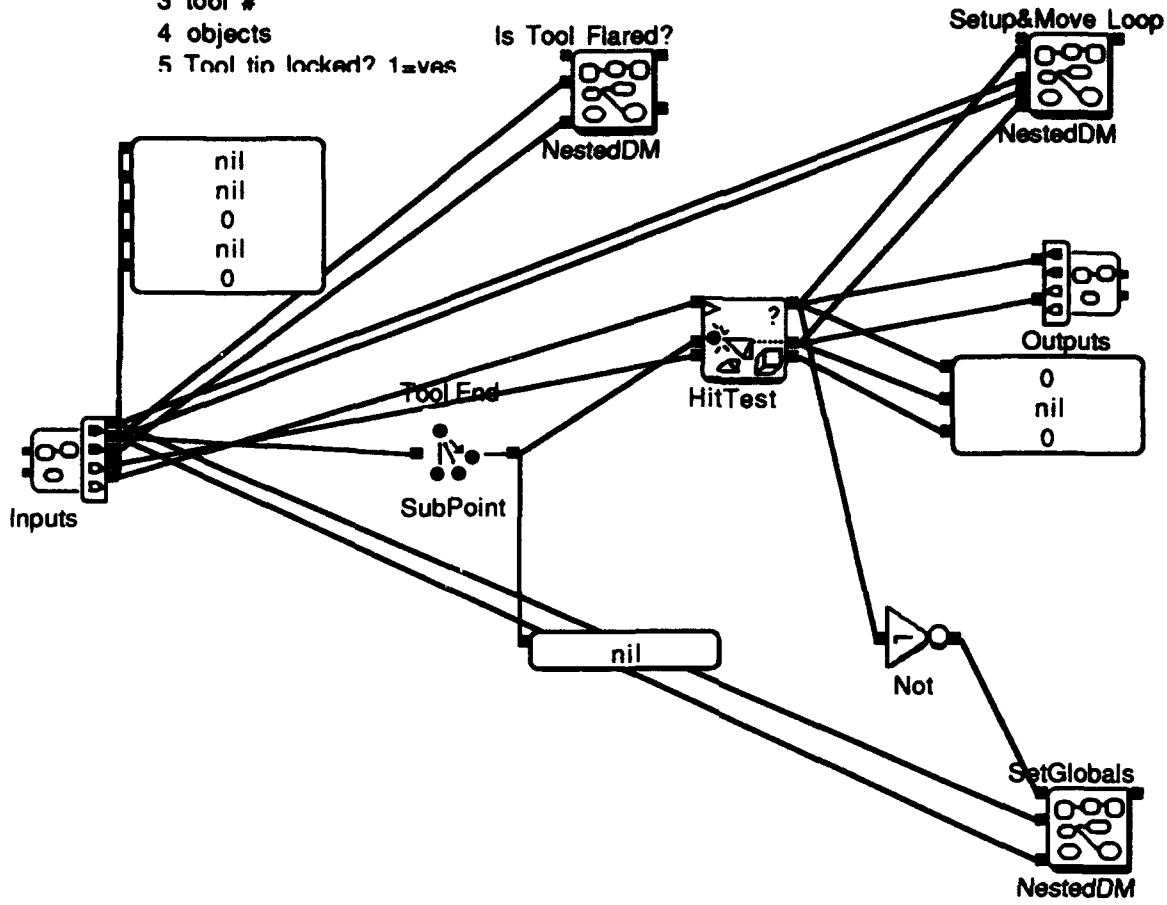 3 tool #
4 objects
5 Tool tip locked? 1=yes
Is Tool Flared?
NestedDM
Setup&Move Loop
NestedDM
nil
nil
0
nil
0
Outputs
?
HitTest
0
nil
0
Tool End
SubPoint
Inputs
nil
Not
SetGlobals
NestedDM